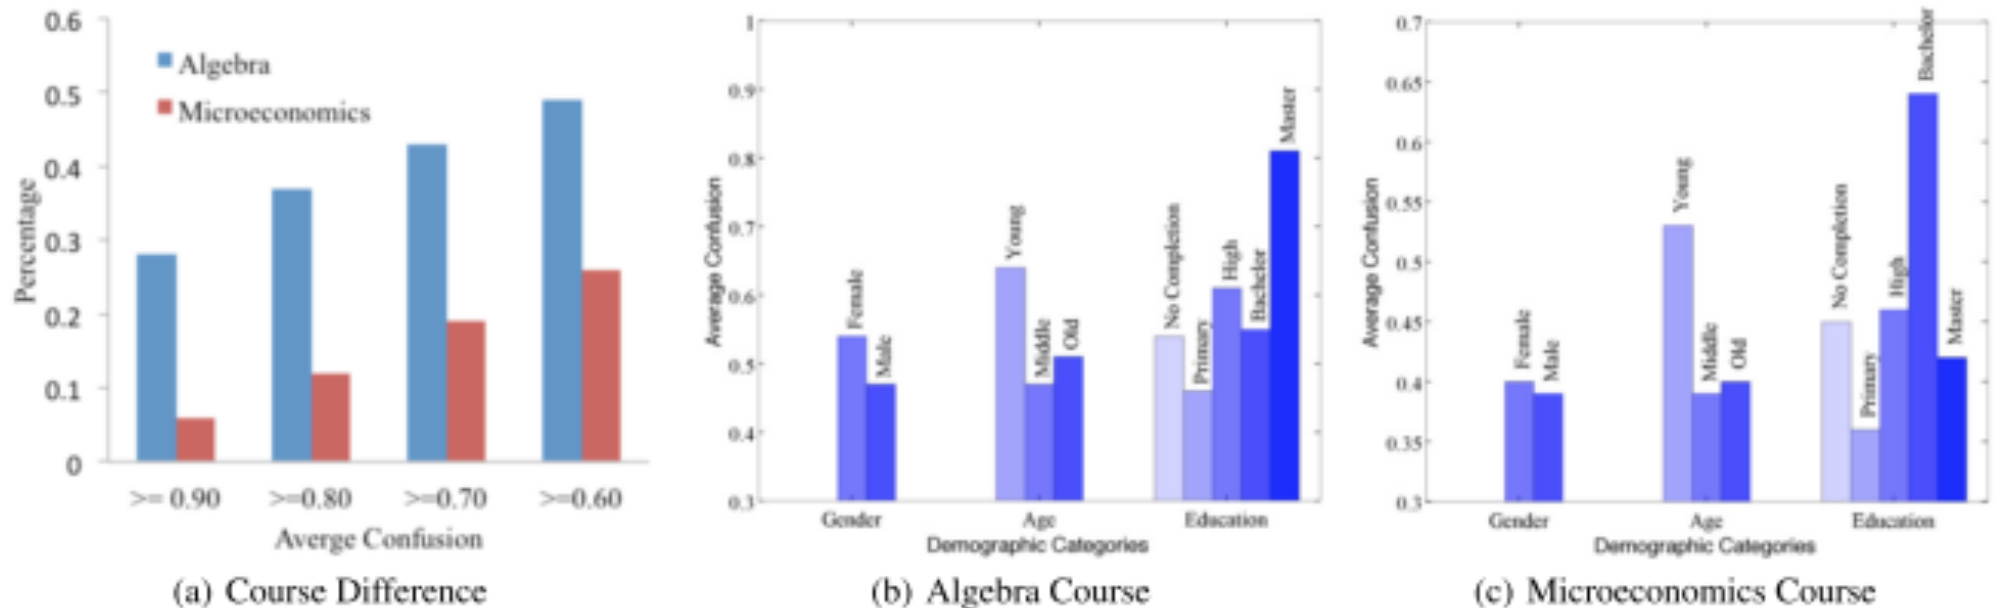 0.6
0.5
0.4
0.3
0.2
0.1
0
Percentage
Algebra
Microeconomics
>= 0.90
>=0.80
>=0.70
>=0.60
Averge Confusion
(a) Course Difference
1
0.9
0.8
0.7
0.6
0.5
0.4
0.3
Average Confusion
Female
Male
Young
Middle
Old
No Completion
Primary
High
Bachelor
Master
Gender
Age
Education
Demographic Categories
(b) Algebra Course
0.7
0.65
0.6
0.55
0.5
0.45
0.4
0.35
0.3
Average Confusion
Female
Male
Young
Middle
Old
No Completion
Primary
High
Bachelor
Master
Gender
Age
Education
Demographic Categories
(c) Microeconomics Course